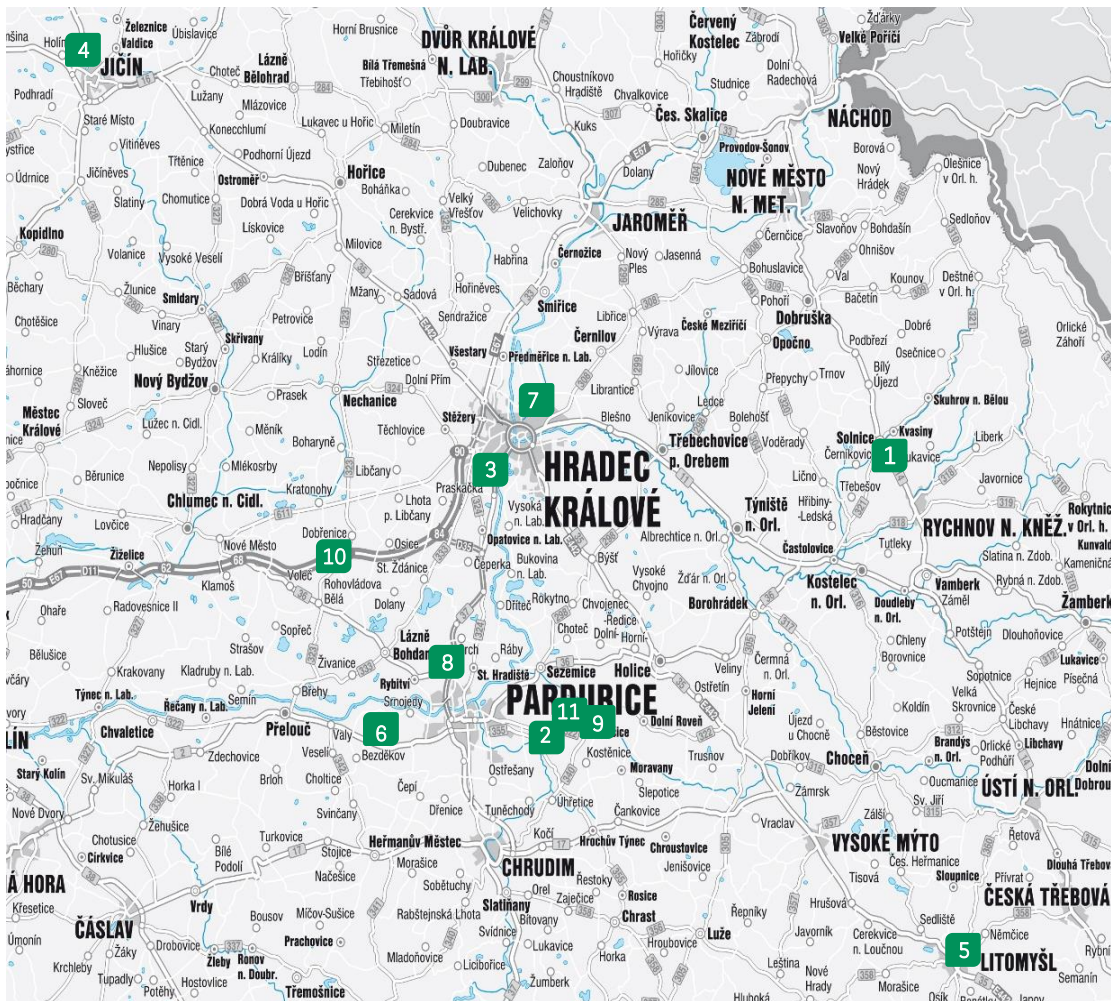 Železnice
Úbislavice
Horní Brusnice
DVŮR KRÁLOVÉ
N. LAB.
Červený
Kostelec
Žďárky
Zábrodí
Velké Poříčí
4
Valdice
JIČÍN
Choteč
Lázně
Bělohrad
Bílá Třemešná
Třebihošť
Choustníkovo
Hradiště
Hořičky
Studnice
Dolní
Radechová
Podhradí
Lužany
Mlázovice
Chvalkovice
NÁCHOD
Staré Místo
Konecchlumí
Lukavec u Hořic
Miletín
Doubravice
Kuks
Čes. Skalice
Vitiněves
Podhorní Újezd
Provodov-Šonov
Borová
Údrnice
Třtěnice
Hořice
Dubenec
Zaloňov
Dolany
NOVÉ MĚSTO
N. MET.
Nový
Hrádek
Olešnice
v Orl. h.
Jičíněves
Ostroměř
Boháňka
Slatiny
Chomutice
Dobrá Voda u Hořic
Cerekvice
n. Bystř.
Velký
Vřešťov
Velichovky
JAROMĚŘ
Kopidlno
Lískovec
Slavoňov
Bohdašín
Sedloňov
Volanice
Vysoké Veselí
Milovice
Habřina
Černožice
Nový
Ples
Jasenná
Černčice
Ohnišov
Běchary
Žlunice
Bříšťany
Bohuslavice
Val
Kounov
Deštné
v Orl. h.
Smidary
Mžany
Sadová
Hořiněves
Smiřice
Pohoří
Bačetín
Chotěšice
Vinary
Petrovice
Sendražice
Libřice
České Meziříčí
Dobruška
Dobré
Orlické
Záhoří
Hlušice
Starý
Bydžov
Skřivany
Lodín
Všestary
Černilov
Výrava
Opočno
Podbřezí
Králíky
Střezetice
Předměřice n. Lab.
Osečnice
Kněžice
Nový Bydžov
Dolní Přím
Librantice
Jílovice
Přepychy
Trnov
Bílý
Újezd
Sloveč
Prasek
Nechanice
7
Ledce
Skuhrov n. Bělou
Městec
Králové
Lužec n. Cidl.
Měník
Stěžery
Blešno
Jeníkovice
Bolehošť
Solnice
Kvasiny
Těchlovice
Boharyně
Třebechovice
p. Orebem
Voděrady
1
Liberk
Běrunice
Nepolisy
Mlékosrby
Libčany
3
HRADEC
KRÁLOVÉ
Lično
Třebešov
Javornice
Chlumec n. Cidl.
Kratonohy
Praskačka
Lhota
p. Libčany
Vysoká
n. Lab.
Týniště
n. Orl.
Hřibiny
-Ledská
Hradčany
Lovčice
Dobřenice
Osice
Opatovice n. Lab.
Albrechtice n. Orl.
RYCHNOV N. KNĚŽ.
Žehuň
Žiželice
Nové Město
10
St. Ždánice
Bukovina
n. Lab.
Býšť
Častolovice
Tutleky
Slatina n. Zdob.
Kunvald
Kameničná
Klamoš
Voleč
Rohovládova
Bělá
Čeperka
Vysoké
Chvojno
Žďár n. Orl.
Kostelec
n. Orl.
Vamberk
Rybná n. Zdob.
Ohaře
Radovesnice II
Dolany
Dříteč
Rokytno
Chvojenec
Borohrádek
Doudleby
n. Orl.
Záměl
Žamberk
Sopřeč
Lázně
8
Choteč
Dolní-
Horní-
-Ředice
Potštejn
Dlouhoňovice
Bělušice
Strašov
Živanice
Ráby
Chleny
Borovnice
Krakovany
Kladruby n. Lab.
St. Hradiště
Sezemice
Holice
Veliny
Čermná
n. Orl.
Lukavice
Týnec n. Lab.
Semín
Břehy
Rybitví
Ostřetín
Sopotnice
Hejnice
Písečná
Řečany n. Lab.
Srnojedy
PARDUBICE
Horní
Jelení
Koldín
Velká
Skrovnice
České
Libchavy
Chvaletice
Přelouč
6
11
2
9
Dolní Roveň
Újezd
u Chocně
Běstovice
Hnátnice
Valy
Bezděkov
Kostěnice
Brandýs
n. Orl.
Libchavy
Zdechovice
Veselí
Trusnov
Dobříkov
Choceň
Orlické
Podhůří
Starý Kolín
Sv. Mikuláš
Brloh
Choltice
Ostřešany
Moravany
Oucmanice
ÚSTÍ N. ORL.
Horka I
Čepí
Slepotice
Zámrsk
Sv. Jiří
Nové Dvory
Svinčany
Dřenice
Tuněchody
Úhřetice
Čankovice
Zálší
Chotusice
Žehušice
Turkovice
Heřmanův Městec
Kočí
Hrochův Týnec
Vraclav
VYSOKÉ MÝTO
Řetová
Církvice
Bílé
Podolí
Stojice
Chroustovice
Čes. Heřmanice
Dlouhá Třebov
Á HORA
Načešice
Morašice
CHRUDIM
Jenišovice
Tisová
Sloupnice
Přívrat
Křesetice
Vrdy
Sobětuchy
Orel
Řestoky
Rosice
ČESKÁ TŘEBOVÁ
ČÁSLAV
Bousov
Míčov-Sušice
Rabštejnská Lhota
Slatiňany
Zaječice
Hrušová
Sedliště
Bítovany
Chrast
Řepníky
Úmonín
Drobovice
Prachovice
Svídnice
Luže
Javorník
Cerekvice
n. Loučnou
5
Němčice
Žáky
Žleby
Ronov
n. Doubr.
Mladoňovice
Lukavice
Hroubovice
LITOMYŠL
Krchleby
Tupadly
Hostovlice
Licibořice
Horka
Leština
Semanín
Potěhy
Třemošnice
Žumberk
Nové
Hrady
Morašice
Hluboká
Osík